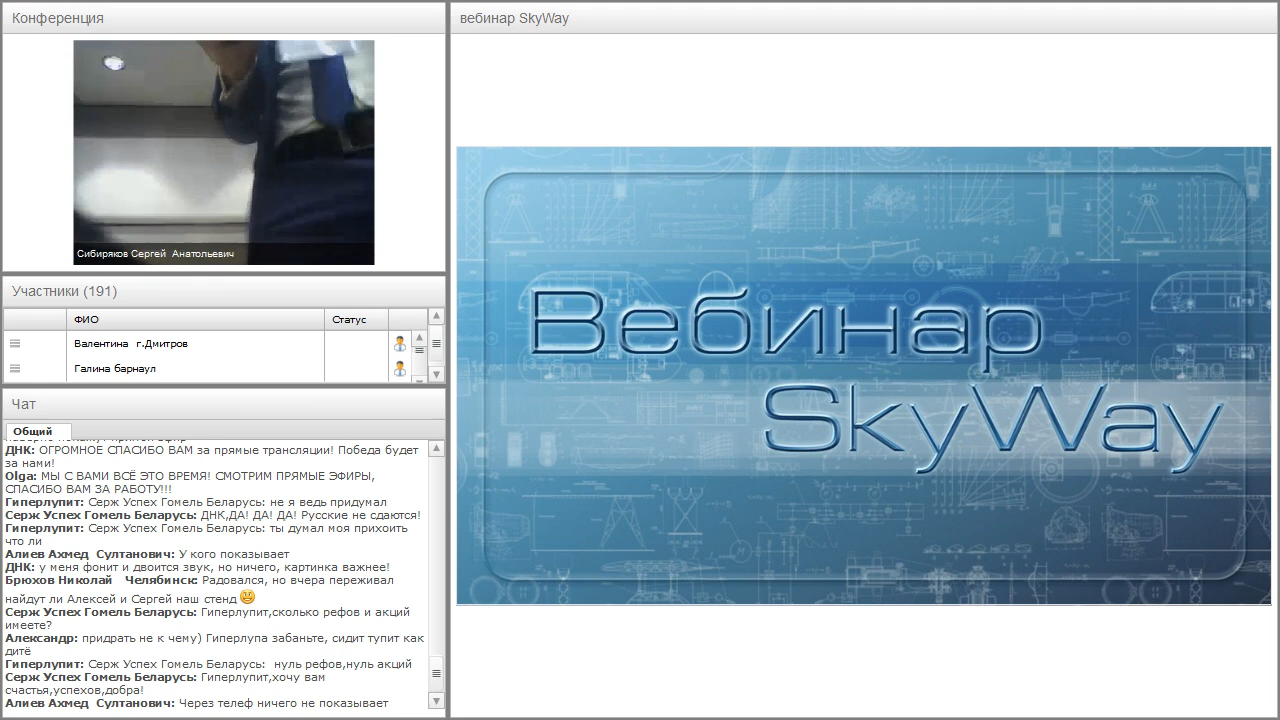 Конференция
Сибиряков Сергей Анатольевич
Участники (191)
ФИО Статус
Валентина г.Дмитров
Галина барнаул
Чат
Общий
ДНК: ОГРОМНОЕ СПАСИБО ВАМ за прямые трансляции! Победа будет
за нами!
Olga: МЫ С ВАМИ ВСЁ ЭТО ВРЕМЯ! СМОТРИМ ПРЯМЫЕ ЭФИРЫ,
СПАСИБО ВАМ ЗА РАБОТУ!!!
Гиперлупит: Серж Успех Гомель Беларусь: не я ведь придумал
Серж Успех Гомель Беларусь: ДНК,ДА! ДА! ДА! Русские не сдаются!
Гиперлупит: Серж Успех Гомель Беларусь: ты думал моя прихоить
что ли
Алиев Ахмед Султанович: У кого показывает
ДНК: у меня фонит и двоится звук, но ничего, картинка важнее!
Брюхов Николай Челябинск: Радовался, но вчера переживал
найдут ли Алексей и Сергей наш стенд
Серж Успех Гомель Беларусь: Гиперлупит,сколько рефов и акций
имеете?
Александр: придрать не к чему) Гиперлупа забаньте, сидит тупит как
дитё
Гиперлупит: Серж Успех Гомель Беларусь: нуль рефов,нуль акций
Серж Успех Гомель Беларусь: Гиперлупит,хочу вам
счастья,успехов,добра!
Алиев Ахмед Султанович: Через телеф ничего не показывает
вебинар SkyWay
Вебинар
SkyWay